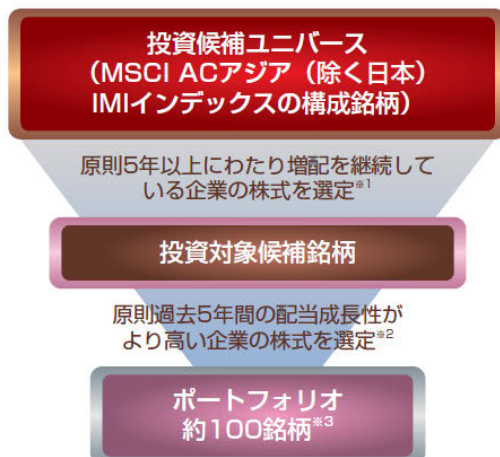 投資候補ユニバース
（MSCI ACアジア（除く日本）
IMIインデックスの構成銘柄）
原則5年以上にわたり増配を継続して
いる企業の株式を選定※1
投資対象候補銘柄
原則過去5年間の配当成長性が
より高い企業の株式を選定※2
ポートフォリオ
約100銘柄※3